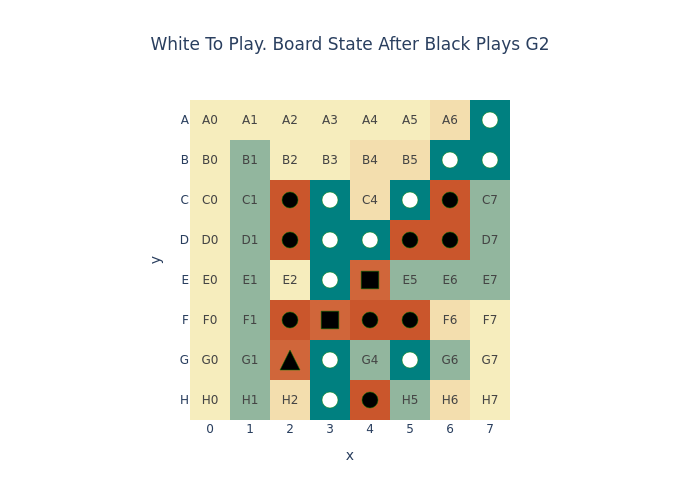 White To Play. Board State After Black Plays G2
A A0 A1 A2 A3 A4 A5 A6
B B0 B1 B2 B3 B4 B5
C C0 C1 C4 C7
D D0 D1 D7
y
E E0 E1 E2 E5 E6 E7
F F0 F1 F6 F7
G G0 G1 G4 G6 G7
H H0 H1 H2 H5 H6 H7
0 1 2 3 4 5 6 7
x